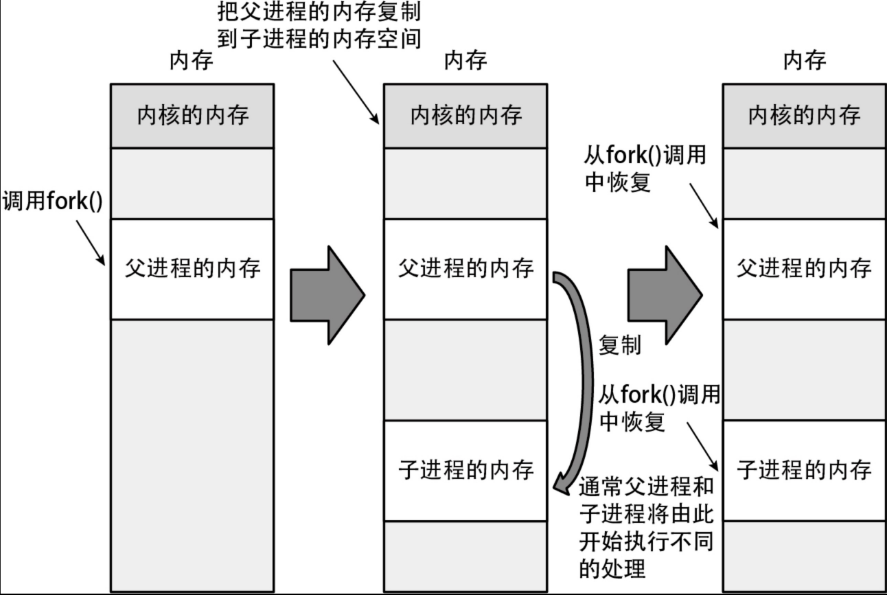 把父进程的内存复制
到子进程的内存空间
内存
内存
内存
内核的内存
内核的内存
内核的内存
调用fork()
从fork()调用
中恢复
父进程的内存
父进程的内存
父进程的内存
复制
从fork()调用
中恢复
子进程的内存
子进程的内存
通常父进程和
子进程将由此
开始执行不同
的处理